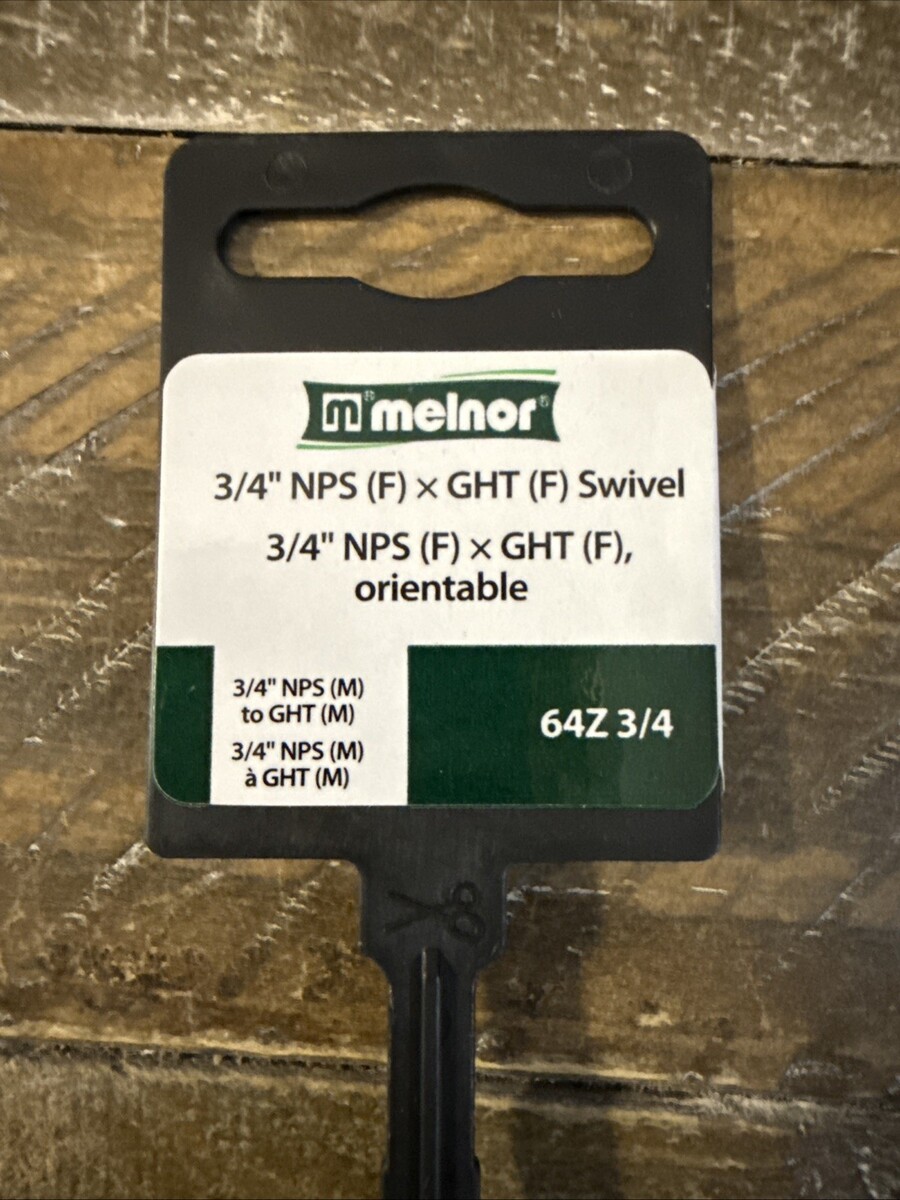 m® melnor®
3/4" NPS (F) × GHT (F) Swivel
3/4" NPS (F) × GHT (F),
orientable
3/4" NPS (M)
to GHT (M)
3/4" NPS (M)
à GHT (M)
64Z 3/4